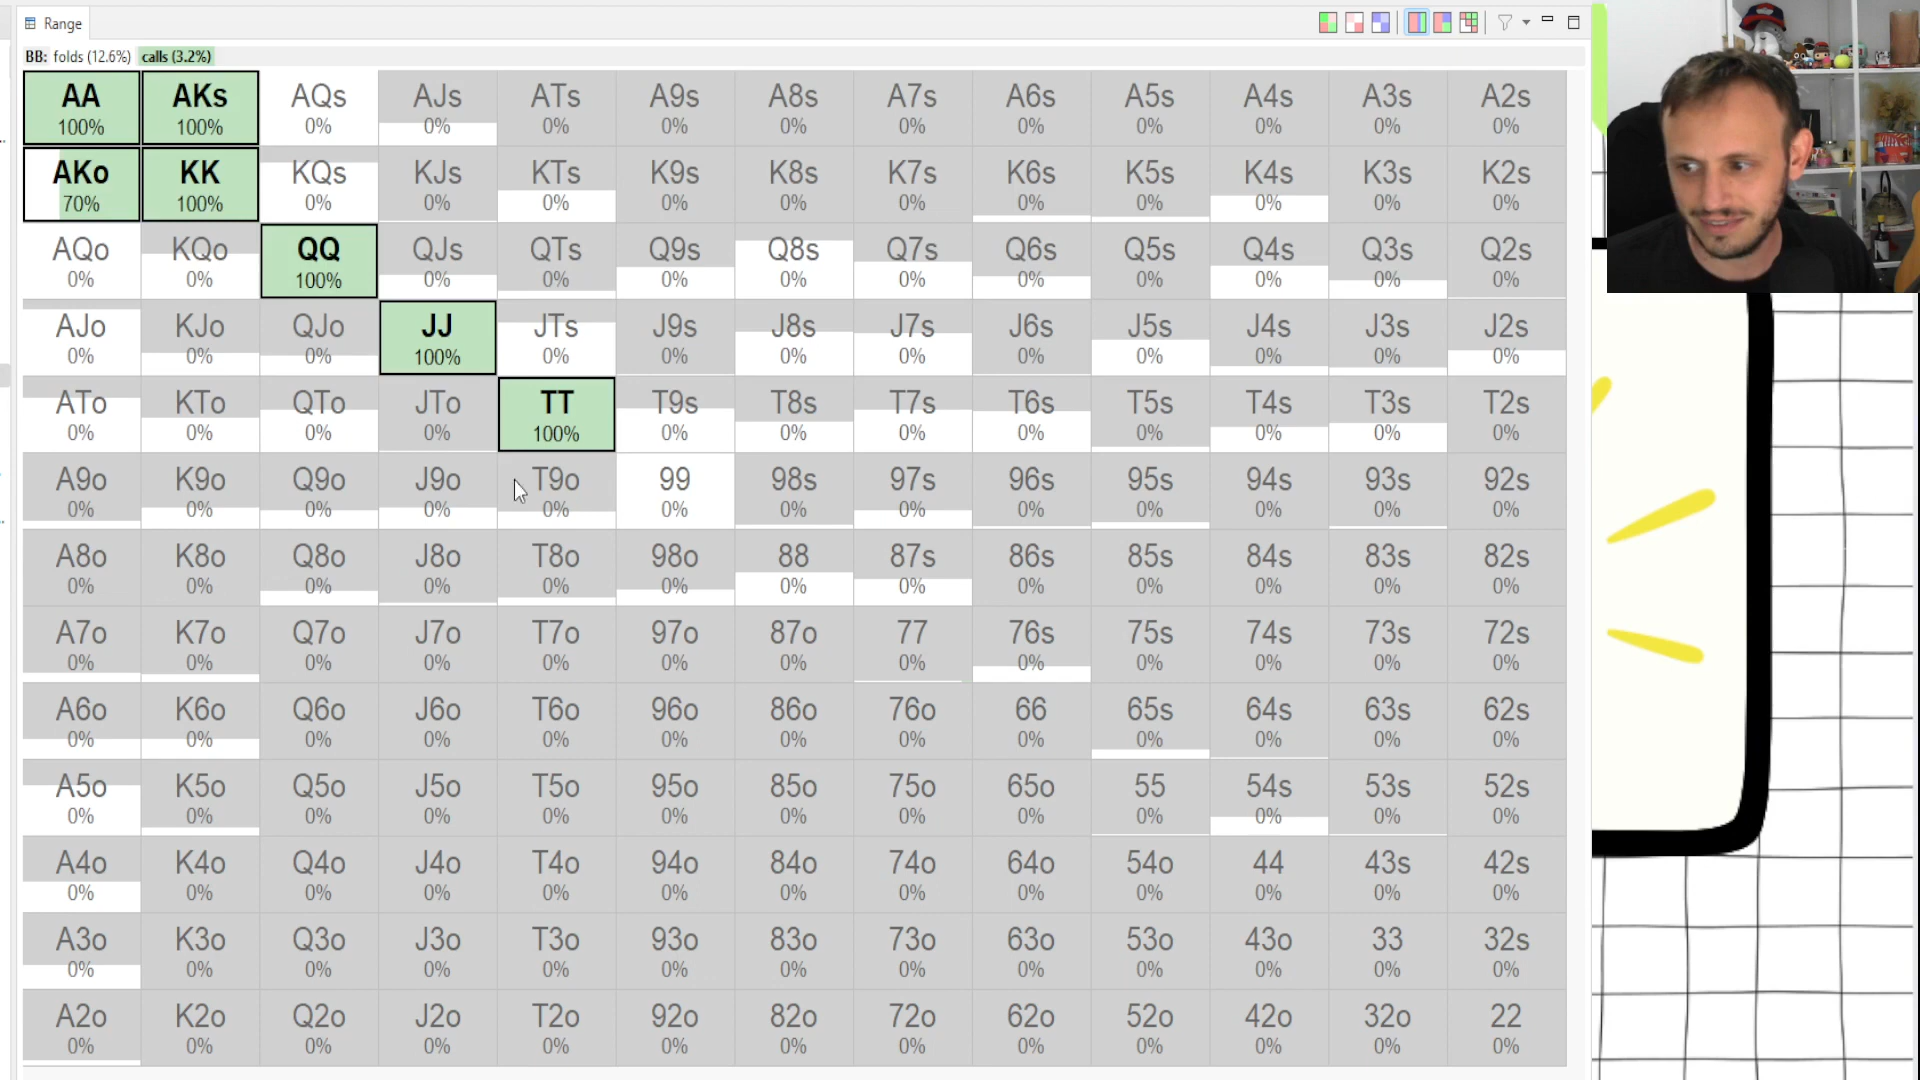 Range
BB: folds (12.6%) calls (3.2%)
AA AKs AQs AJs ATs A9s A8s A7s A6s A5s A4s A3s A2s
100% 100% 0% 0% 0% 0% 0% 0% 0% 0% 0% 0% 0%
AKo KK KQs KJs KTs K9s K8s K7s K6s K5s K4s K3s K2s
70% 100% 0% 0% 0% 0% 0% 0% 0% 0% 0% 0% 0%
AQo KQo QQ QJs QTs Q9s Q8s Q7s Q6s Q5s Q4s Q3s Q2s
0% 0% 100% 0% 0% 0% 0% 0% 0% 0% 0% 0% 0%
AJo KJo QJo JJ JTs J9s J8s J7s J6s J5s J4s J3s J2s
0% 0% 0% 100% 0% 0% 0% 0% 0% 0% 0% 0% 0%
ATo KTo QTo JTo TT T9s T8s T7s T6s T5s T4s T3s T2s
0% 0% 0% 0% 100% 0% 0% 0% 0% 0% 0% 0% 0%
A9o K9o Q9o J9o T9o 99 98s 97s 96s 95s 94s 93s 92s
0% 0% 0% 0% 0% 0% 0% 0% 0% 0% 0% 0% 0%
A8o K8o Q8o J8o T8o 98o 88 87s 86s 85s 84s 83s 82s
0% 0% 0% 0% 0% 0% 0% 0% 0% 0% 0% 0% 0%
A7o K7o Q7o J7o T7o 97o 87o 77 76s 75s 74s 73s 72s
0% 0% 0% 0% 0% 0% 0% 0% 0% 0% 0% 0% 0%
A6o K6o Q6o J6o T6o 96o 86o 76o 66 65s 64s 63s 62s
0% 0% 0% 0% 0% 0% 0% 0% 0% 0% 0% 0% 0%
A5o K5o Q5o J5o T5o 95o 85o 75o 65o 55 54s 53s 52s
0% 0% 0% 0% 0% 0% 0% 0% 0% 0% 0% 0% 0%
A4o K4o Q4o J4o T4o 94o 84o 74o 64o 54o 44 43s 42s
0% 0% 0% 0% 0% 0% 0% 0% 0% 0% 0% 0% 0%
A3o K3o Q3o J3o T3o 93o 83o 73o 63o 53o 43o 33 32s
0% 0% 0% 0% 0% 0% 0% 0% 0% 0% 0% 0% 0%
A2o K2o Q2o J2o T2o 92o 82o 72o 62o 52o 42o 32o 22
0% 0% 0% 0% 0% 0% 0% 0% 0% 0% 0% 0% 0%